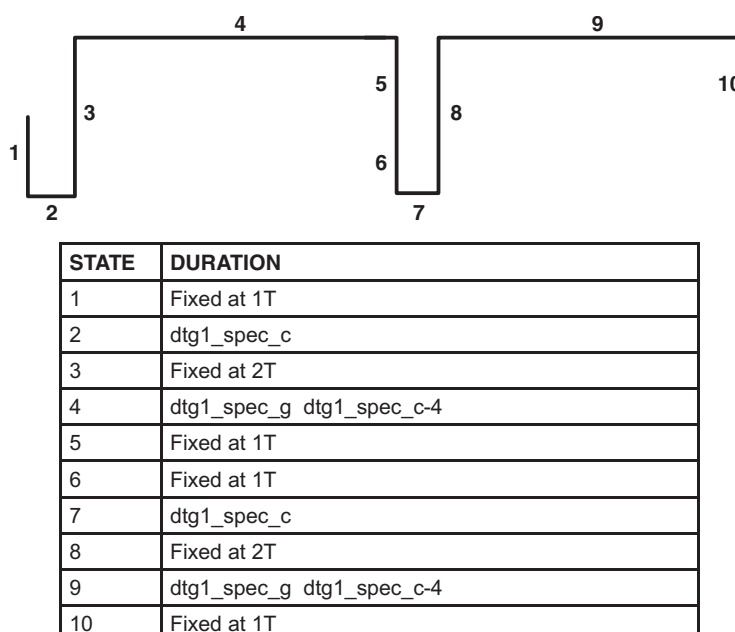 4
9
5
10
3
8
1
6
2
7
STATE DURATION
1 Fixed at 1T
2 dtg1_spec_c
3 Fixed at 2T
4 dtg1_spec_g dtg1_spec_c-4
5 Fixed at 1T
6 Fixed at 1T
7 dtg1_spec_c
8 Fixed at 2T
9 dtg1_spec_g dtg1_spec_c-4
10 Fixed at 1T